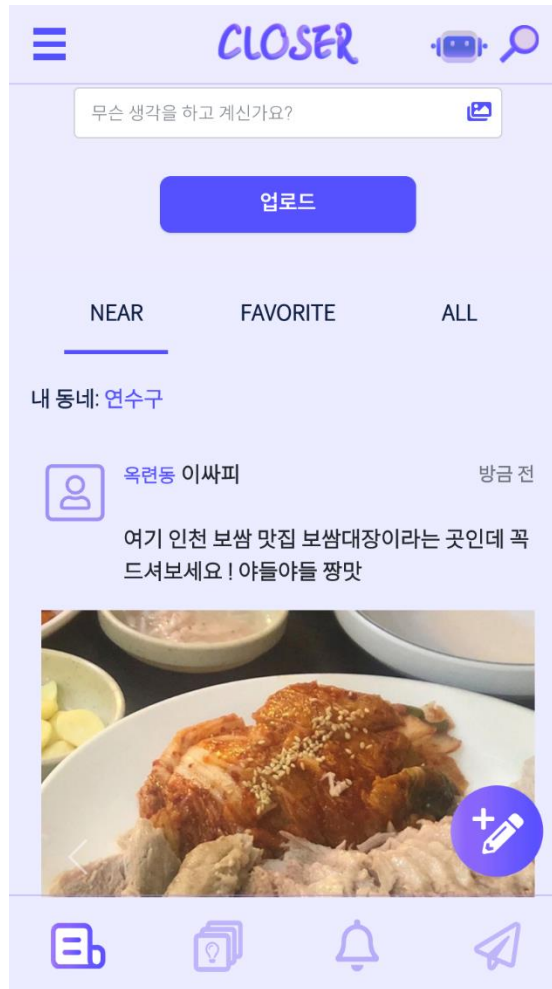 CLOSER
무슨 생각을 하고 계신가요?
업로드
NEAR FAVORITE ALL
내 동네: 연수구
옥련동 이싸피 방금 전
여기 인천 보쌈 맛집 보쌈대장이라는 곳인데 꼭
드셔보세요 ! 야들야들 짱맛